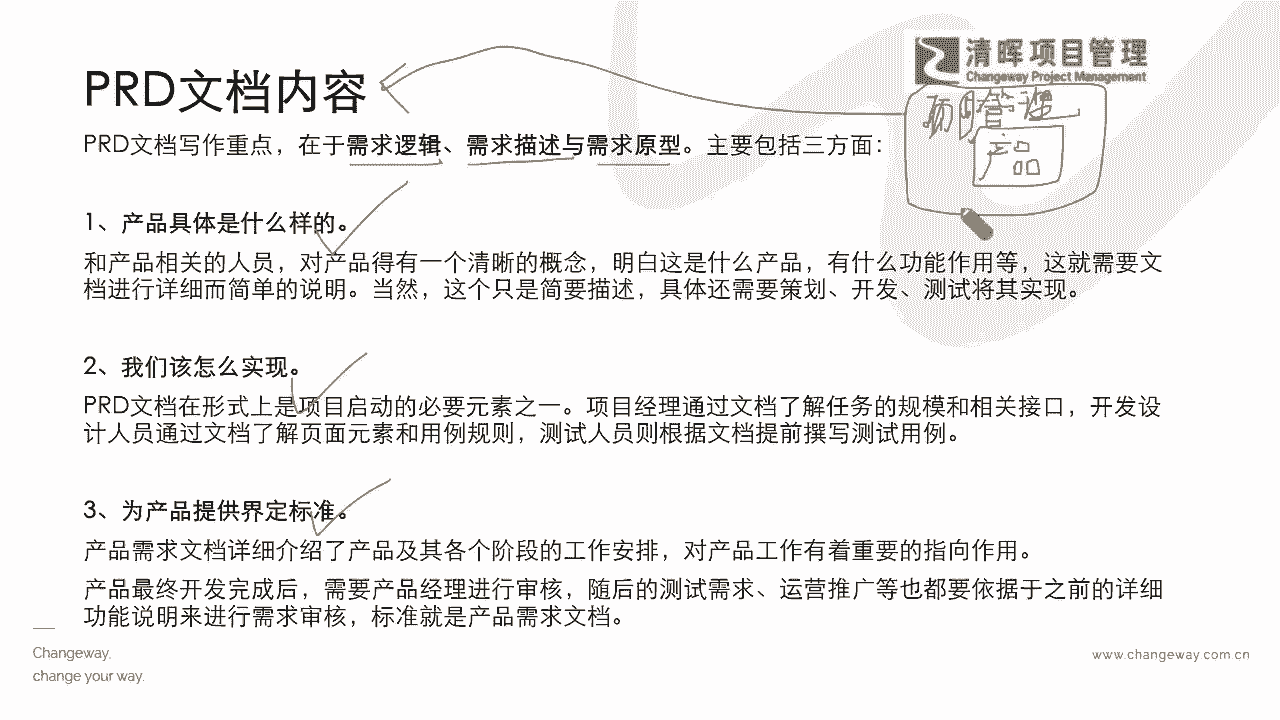 清晖项目管理
Changeway Project Management
PRD文档内容
项目管理
产品
PRD文档写作重点，在于需求逻辑、需求描述与需求原型。主要包括三方面：
1、产品具体是什么样的。
和产品相关的人员，对产品得有一个清晰的概念，明白这是什么产品，有什么功能作用等，这就需要文
档进行详细而简单的说明。当然，这个只是简要描述，具体还需要策划、开发、测试将其实现。
2、我们该怎么实现。
PRD文档在形式上是项目启动的必要元素之一。项目经理通过文档了解任务的规模和相关接口，开发设
计人员通过文档了解页面元素和用例规则，测试人员则根据文档提前撰写测试用例。
3、为产品提供界定标准。
产品需求文档详细介绍了产品及其各个阶段的工作安排，对产品工作有着重要的指向作用。
产品最终开发完成后，需要产品经理进行审核，随后的测试需求、运营推广等也都要依据于之前的详细
功能说明来进行需求审核，标准就是产品需求文档。
Changeway.
change your way.
www.changeway.com.cn